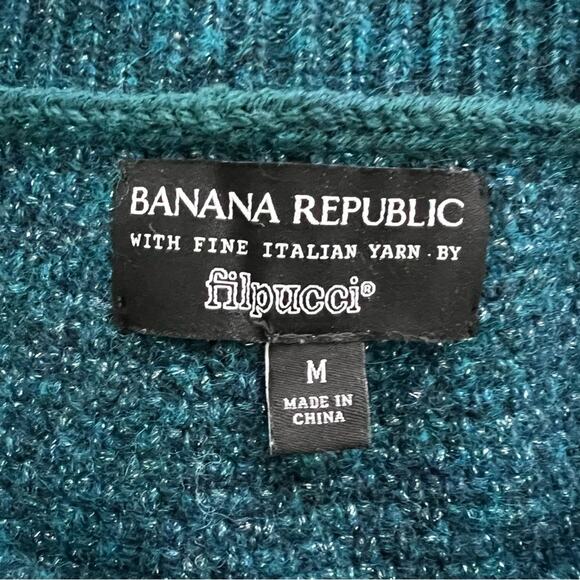 BANANA REPUBLIC
WITH FINE ITALIAN YARN · BY
filpucci®
M
MADE IN
CHINA